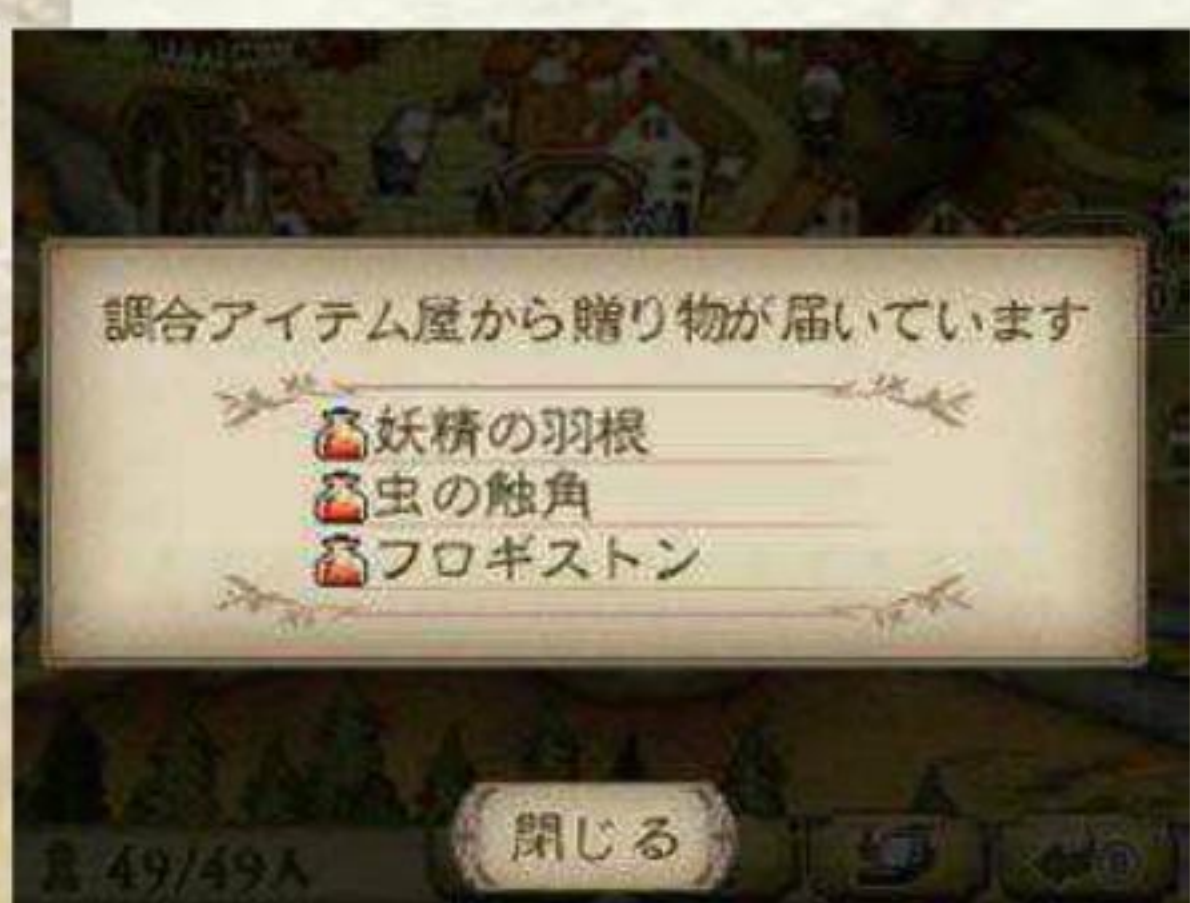 調合アイテム屋から贈り物が届いています
妖精の羽根
虫の触角
フロギストン
閉じる
49/49人